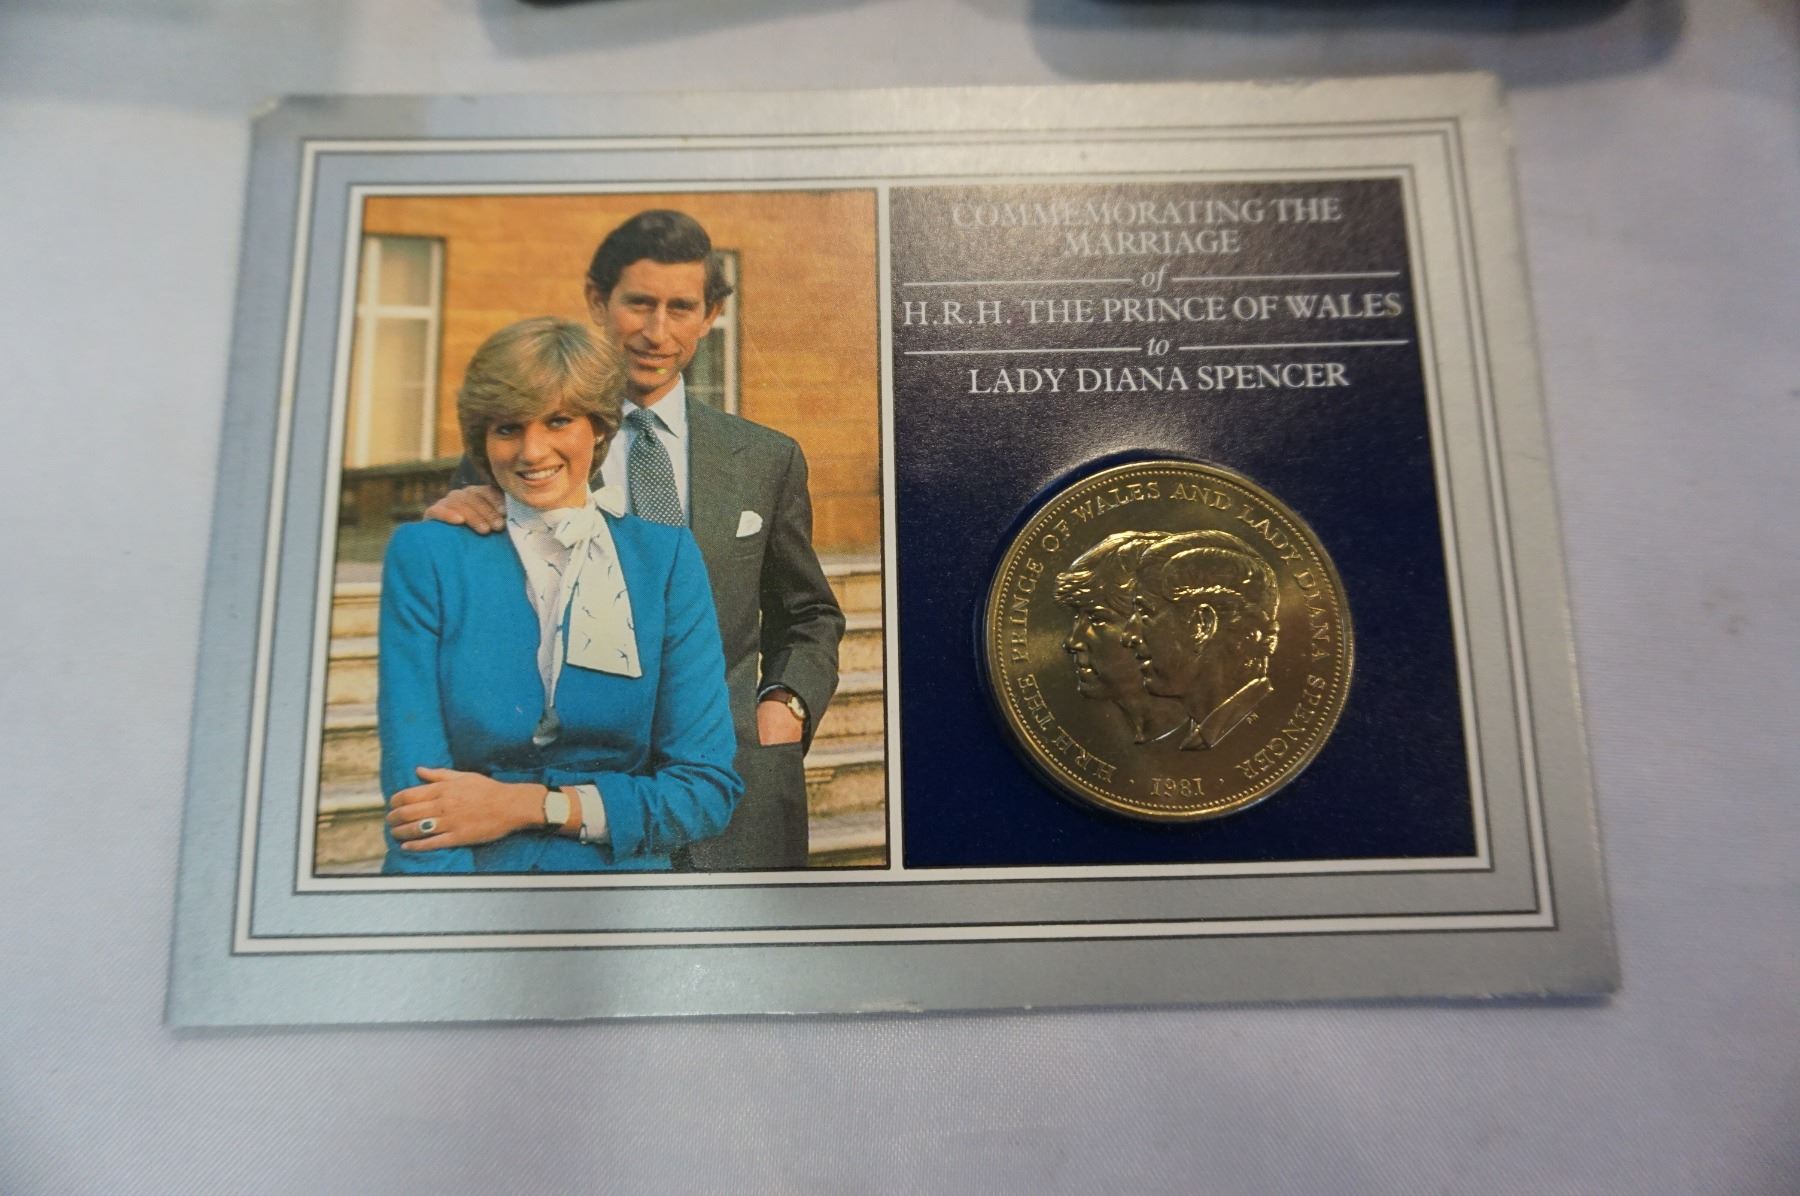 COMMEMORATING THE
MARRIAGE
of
H.R.H. THE PRINCE OF WALES
to
LADY DIANA SPENCER
H.R.H THE PRINCE OF WALES AND LADY DIANA SPENCER
· 1981 ·